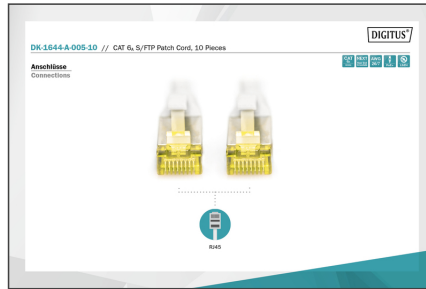 DIGITUS®
DK-1644-A-005-10 // CAT 6A S/FTP Patch Cord, 10 Pieces
Anschlüsse
Connections
RJ45